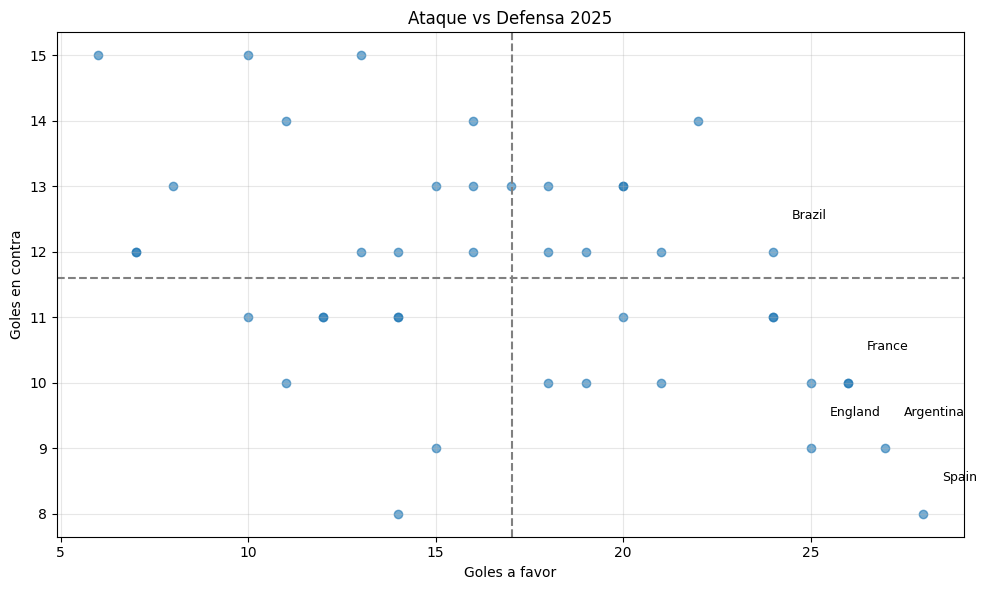 Ataque vs Defensa 2025
Goles en contra
15
14
13
12
11
10
9
8
Brazil
France
England
Argentina
Spain
5
10
15
20
25
Goles a favor